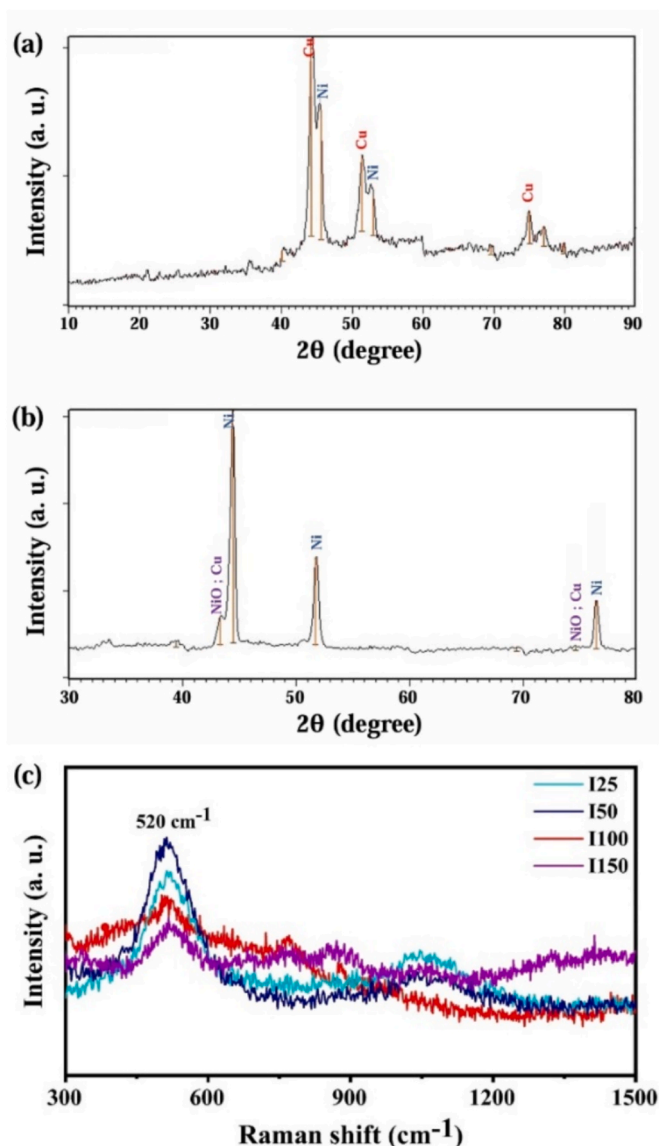 (a)
Cu
Ni
Cu
Ni
Cu
Intensity (a. u.)
10 20 30 40 50 60 70 80 90
2θ (degree)
(b)
Ni
NiO ; Cu
Ni
NiO ; Cu
Ni
Intensity (a. u.)
30 40 50 60 70 80
2θ (degree)
(c)
520 cm-1
I25
I50
I100
I150
Intensity (a. u.)
300 600 900 1200 1500
Raman shift (cm-1)